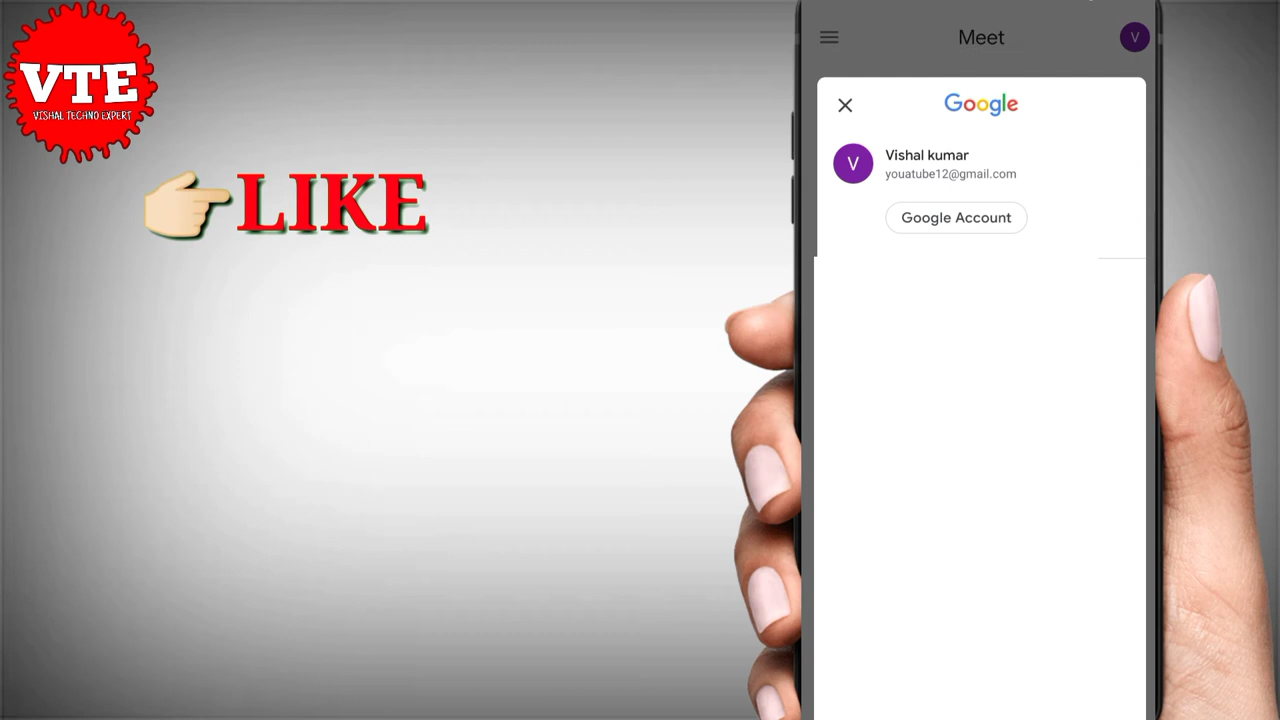 VTE
VISHAL TECHNO EXPERT
LIKE
Meet
V
Google
V
Vishal kumar
youatube12@gmail.com
Google Account